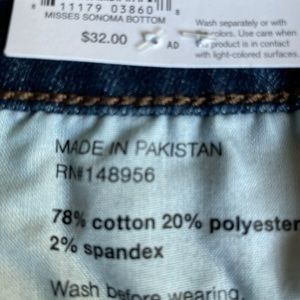 11179 03860 8
MISSES SONOMA BOTTOM
$32.00
AD
Wash separately or with
colors. Use care when
product is in contact
with light-colored surfaces.
MADE IN PAKISTAN
RN#148956
78% cotton 20% polyester
2% spandex
Wash before wearing.